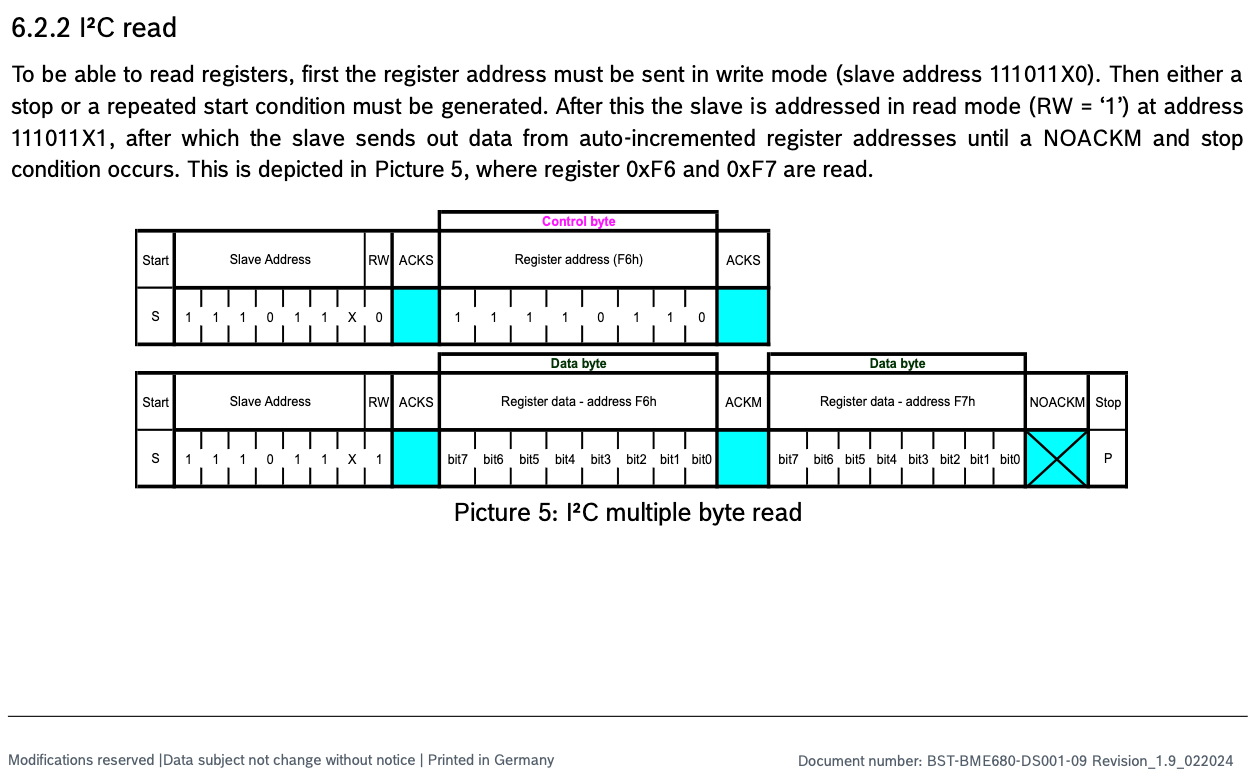 6.2.2 I²C read
To be able to read registers, first the register address must be sent in write mode (slave address 111011X0). Then either a
stop or a repeated start condition must be generated. After this the slave is addressed in read mode (RW = ‘1’) at address
111011X1, after which the slave sends out data from auto-incremented register addresses until a NOACKM and stop
condition occurs. This is depicted in Picture 5, where register 0xF6 and 0xF7 are read.
Control byte
Start Slave Address RW ACKS Register address (F6h) ACKS
S 1 1 1 0 1 1 X 0 1 1 1 1 0 1 1 0
Data byte Data byte
Start Slave Address RW ACKS Register data - address F6h ACKM Register data - address F7h NOACKM Stop
S 1 1 1 0 1 1 X 1 bit7 bit6 bit5 bit4 bit3 bit2 bit1 bit0 bit7 bit6 bit5 bit4 bit3 bit2 bit1 bit0 P
Picture 5: I²C multiple byte read
Modifications reserved |Data subject not change without notice | Printed in Germany Document number: BST-BME680-DS001-09 Revision_1.9_022024